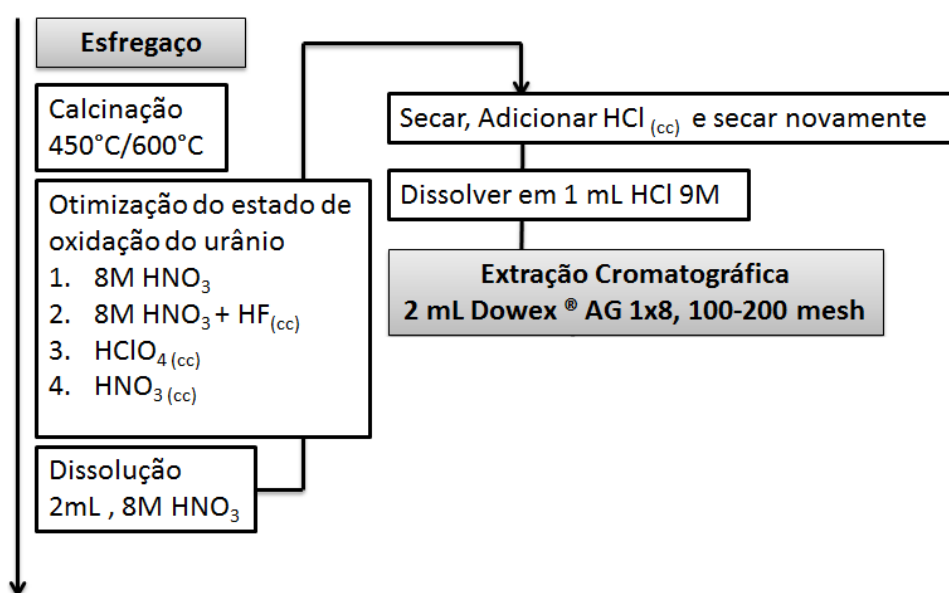 Esfregaço
Calcinação
450°C/600°C
Otimização do estado de
oxidação do urânio
1. 8M HNO₃
2. 8M HNO₃ + HF(cc)
3. HClO₄ (cc)
4. HNO₃ (cc)
Dissolução
2mL , 8M HNO₃
Secar, Adicionar HCl (cc) e secar novamente
Dissolver em 1 mL HCl 9M
Extração Cromatográfica
2 mL Dowex ® AG 1x8, 100-200 mesh